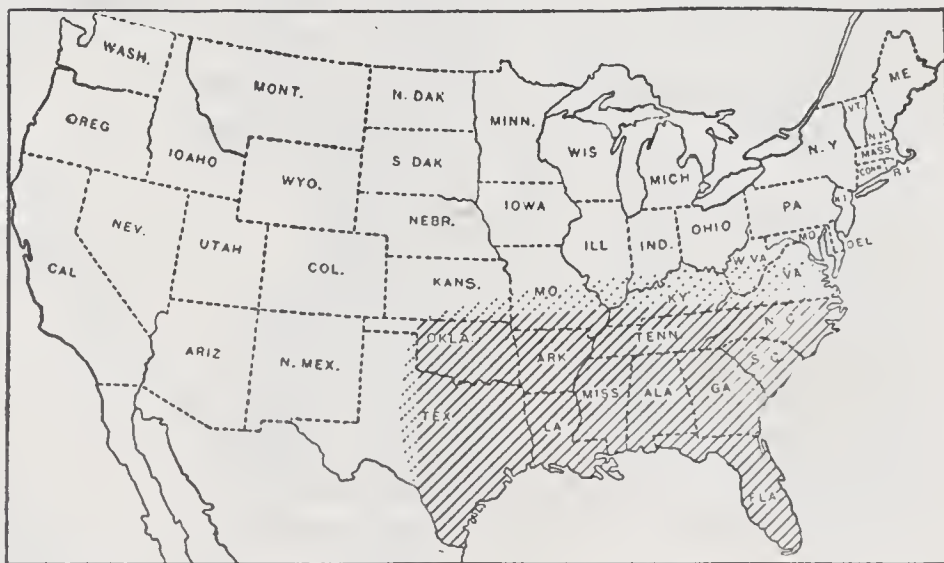 WASH.
MONT.
N. DAK
MINN.
ME
OREG
IDAHO
S DAK
WIS
MICH
N. Y
VT.
N H
MASS
CONN
R I
WYO.
NEBR.
IOWA
PA
N J
NEV.
UTAH
COL.
KANS.
ILL
IND.
OHIO
MD
DEL
W VA
VA
CAL
MO
KY
ARIZ
N. MEX.
OKLA.
ARK
TENN
N C
S C
TEX
LA
MISS
ALA
GA
FLA